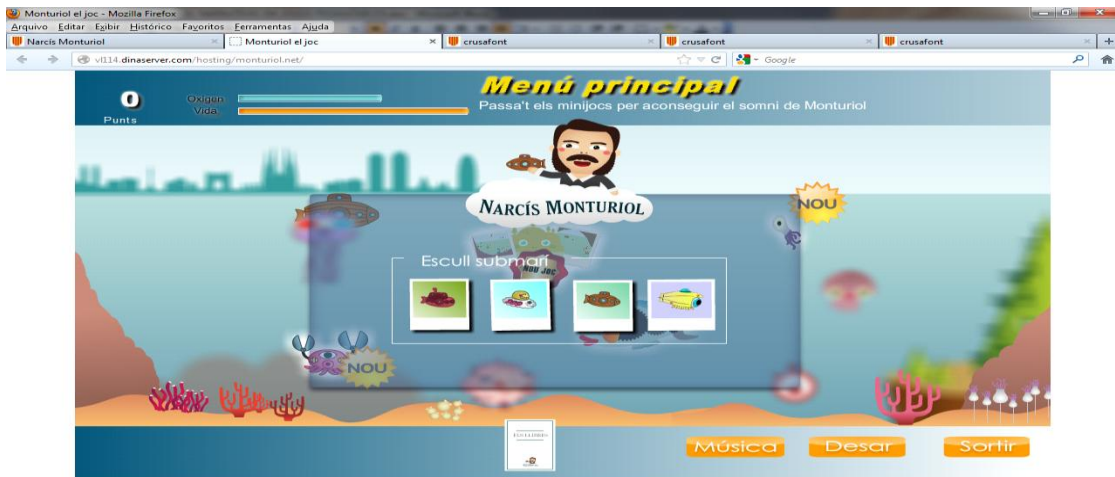 Monturiol el joc - Mozilla Firefox
Arquivo Editar Exibir Histórico Favoritos Ferramentas Ajuda
Narcís Monturiol
Monturiol el joc
crusafont
crusafont
crusafont
vl114.dinaserver.com/hosting/monturiol.net/
Google
Menú principal
0
Oxigen
Passa't els minijocs per aconseguir el somni de Monturiol
Vida
Punts
NARCÍS MONTURIOL
NOU
Escull submarí
NOU JOC
NOU
Música
Desar
Sortir